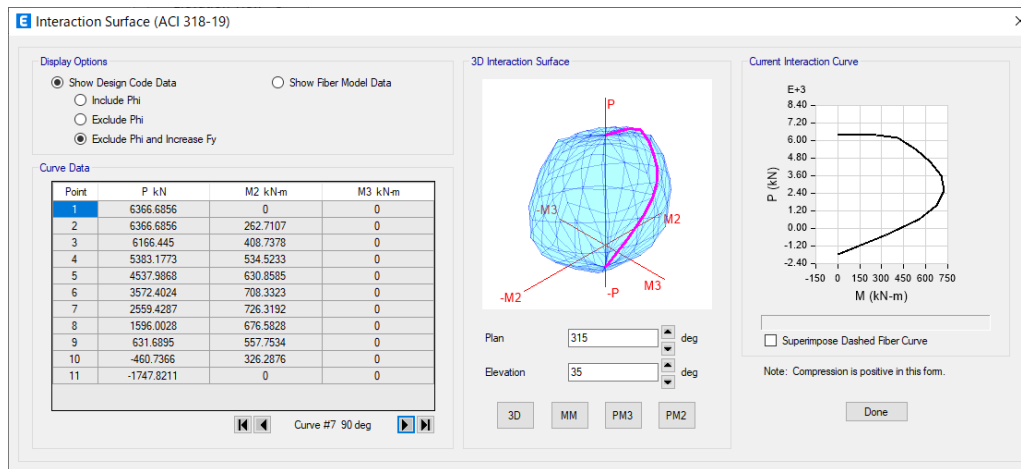 E Interaction Surface (ACI 318-19)
Display Options
Show Design Code Data Show Fiber Model Data
Include Phi
Exclude Phi
Exclude Phi and Increase Fy
Curve Data
Point P kN M2 kN-m M3 kN-m
1 6366.6856 0 0
2 6366.6856 262.7107 0
3 6166.445 408.7378 0
4 5383.1773 534.5233 0
5 4537.9868 630.8585 0
6 3572.4024 708.3323 0
7 2559.4287 726.3192 0
8 1596.0028 676.5828 0
9 631.6895 557.7534 0
10 -460.7366 326.2876 0
11 -1747.8211 0 0
Curve #7 90 deg
3D Interaction Surface
P
-M3
M2
M3
-M2
-P
Plan 315 deg
Elevation 35 deg
3D MM PM3 PM2
Current Interaction Curve
E+3
8.40
7.20
6.00
4.80
3.60
2.40
1.20
0.00
-1.20
-2.40
P (kN)
-150 0 150 300 450 600 750
M (kN-m)
Superimpose Dashed Fiber Curve
Note: Compression is positive in this form.
Done